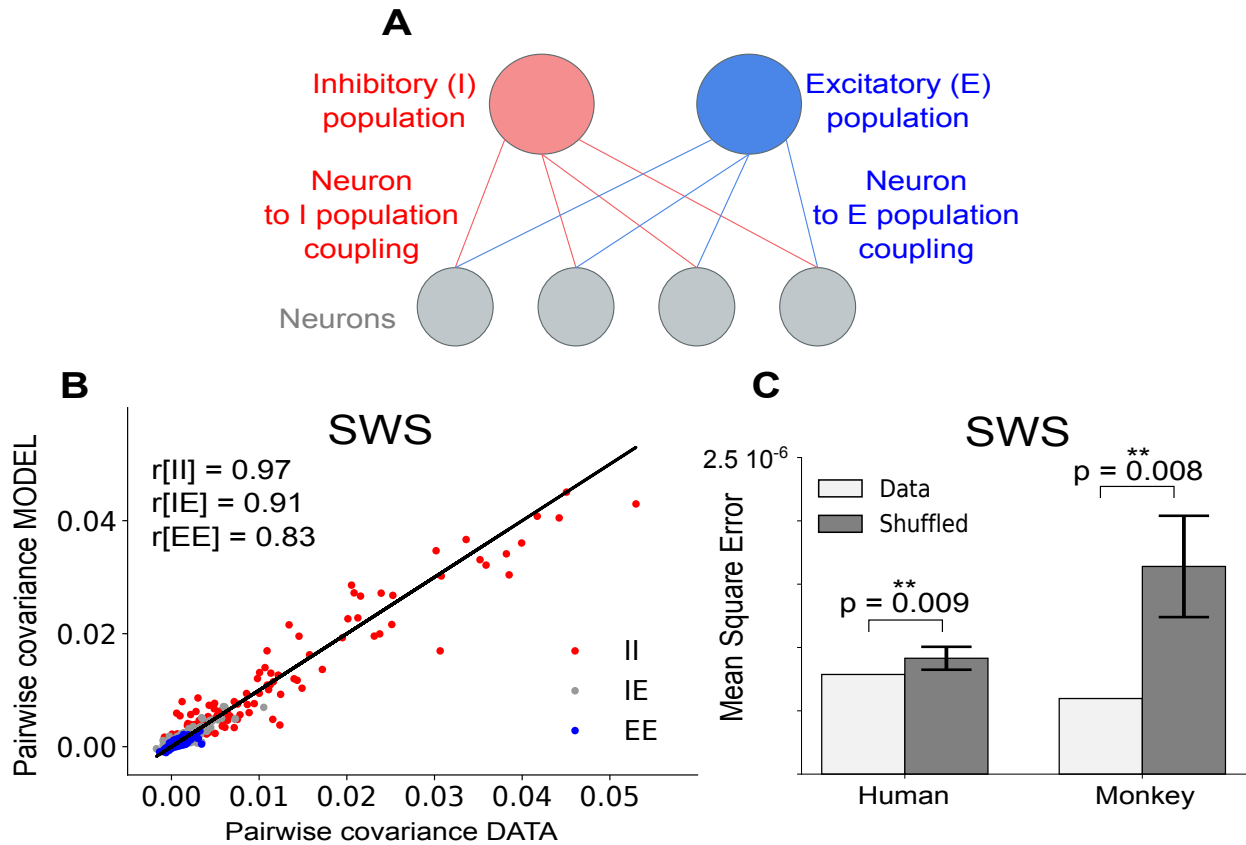 A
Inhibitory (I)
population
Excitatory (E)
population
Neuron
to I population
coupling
Neuron
to E population
coupling
Neurons
B
SWS
r[II] = 0.97
r[IE] = 0.91
r[EE] = 0.83
Pairwise covariance MODEL
0.04
0.02
0.00
II
IE
EE
0.00 0.01 0.02 0.03 0.04 0.05
Pairwise covariance DATA
C
SWS
2.5 10⁻⁶
Mean Square Error
Data
Shuffled
**
p = 0.009
**
p = 0.008
Human Monkey